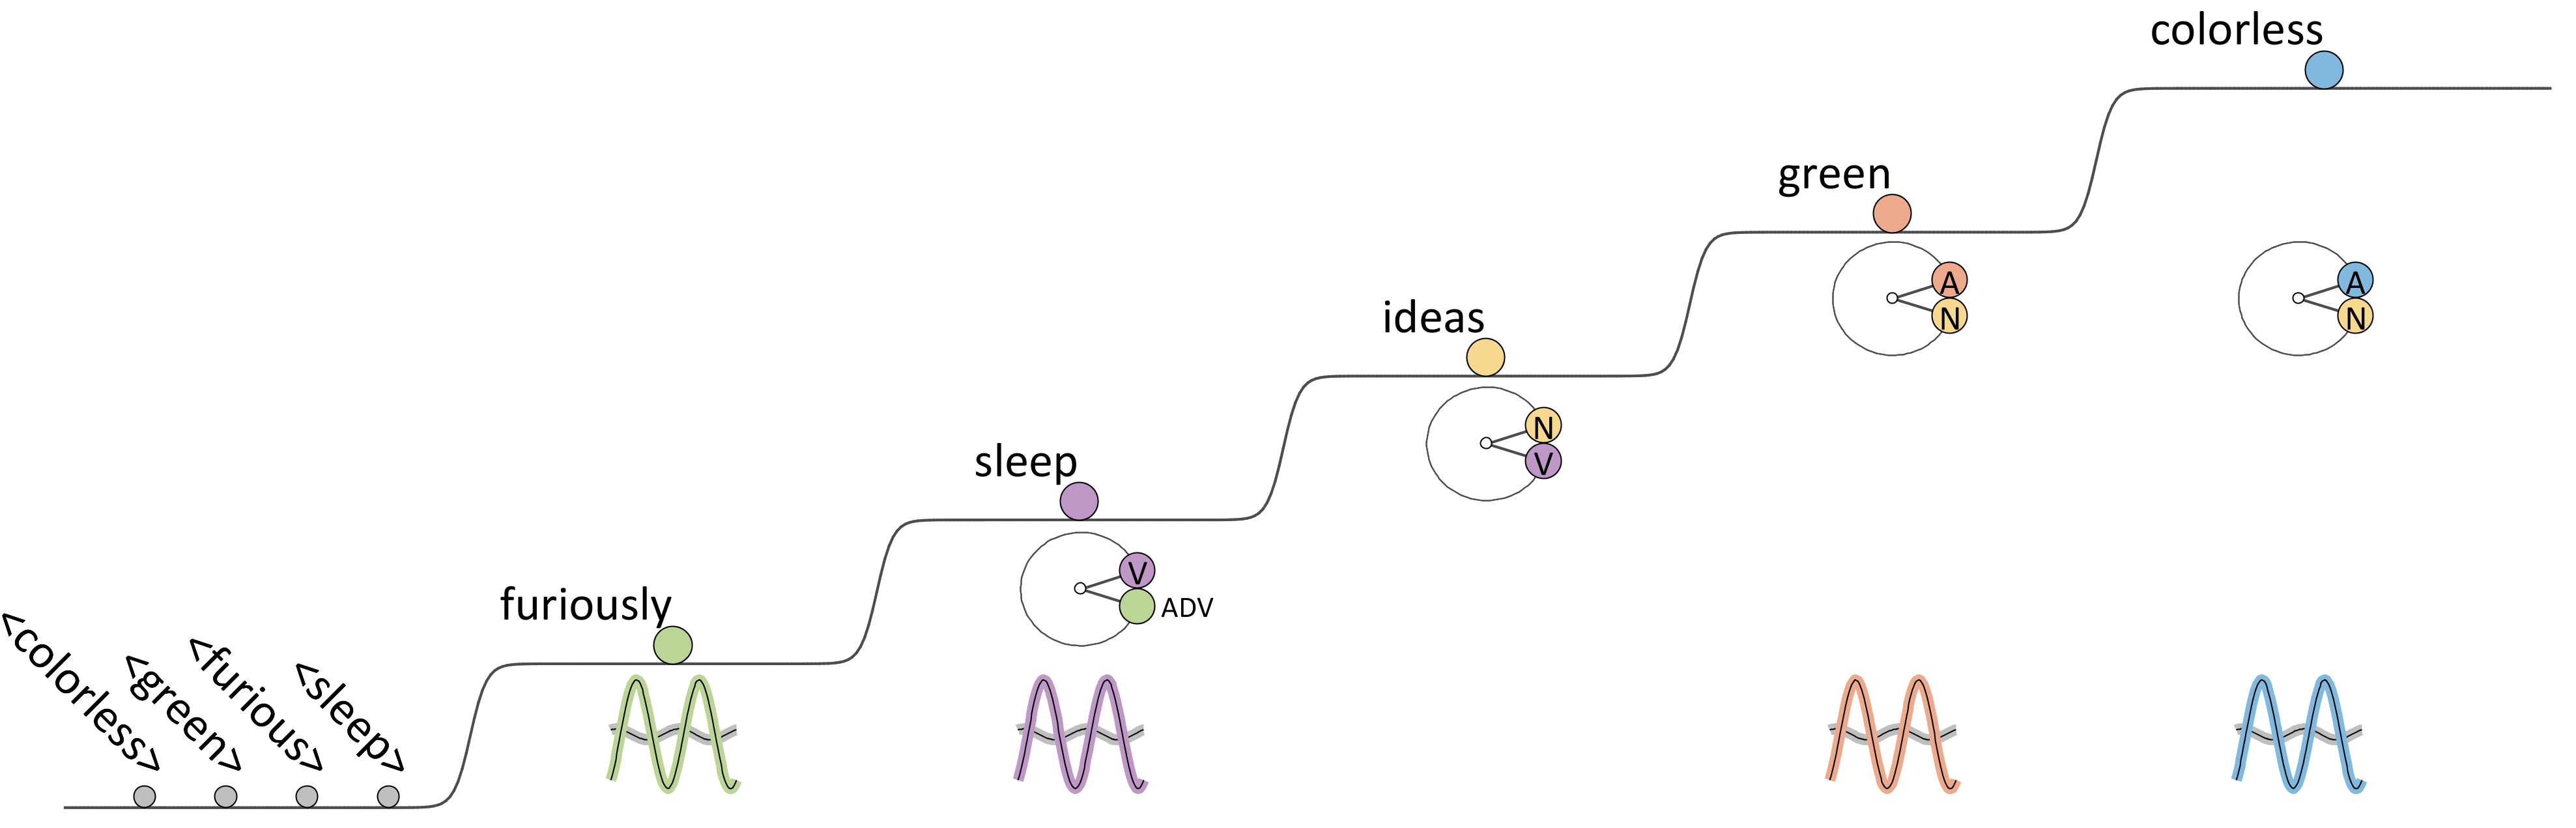 colorless
green
A
N
A
N
ideas
N
V
sleep
V
ADV
furiously
<colorless>
<green>
<furious>
<sleep>